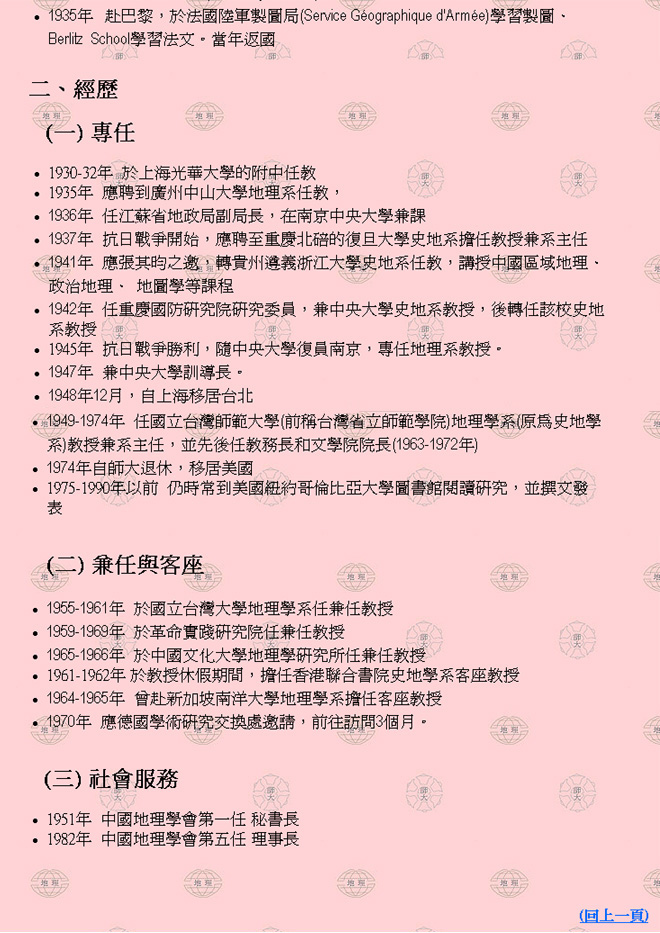 • 1935年 赴巴黎，於法國陸軍製圖局(Service Géographique d'Armée)學習製圖、
Berlitz School學習法文。當年返國
二、經歷
(一) 專任
• 1930-32年 於上海光華大學的附中任教
• 1935年 應聘到廣州中山大學地理系任教，
• 1936年 任江蘇省地政局副局長，在南京中央大學兼課
• 1937年 抗日戰爭開始，應聘至重慶北碚的復旦大學史地系擔任教授兼系主任
• 1941年 應張其昀之邀，轉貴州遵義浙江大學史地系任教，講授中國區域地理、
政治地理、 地圖學等課程
• 1942年 任重慶國防研究院研究委員，兼中央大學史地系教授，後轉任該校史地
系教授
• 1945年 抗日戰爭勝利，隨中央大學復員南京，專任地理系教授。
• 1947年 兼中央大學訓導長。
• 1948年12月，自上海移居台北
• 1949-1974年 任國立台灣師範大學(前稱台灣省立師範學院)地理學系(原爲史地學
系)教授兼系主任，並先後任教務長和文學院院長(1963-1972年)
• 1974年自師大退休，移居美國
• 1975-1990年以前 仍時常到美國紐約哥倫比亞大學圖書館閱讀研究，並撰文發
表
(二) 兼任與客座
• 1955-1961年 於國立台灣大學地理學系任兼任教授
• 1959-1969年 於革命實踐研究院任兼任教授
• 1965-1966年 於中國文化大學地理學研究所任兼任教授
• 1961-1962年 於教授休假期間，擔任香港聯合書院史地學系客座教授
• 1964-1965年 曾赴新加坡南洋大學地理學系擔任客座教授
• 1970年 應德國學術研究交換處邀請，前往訪問3個月。
(三) 社會服務
• 1951年 中國地理學會第一任 秘書長
• 1982年 中國地理學會第五任 理事長
(回上一頁)